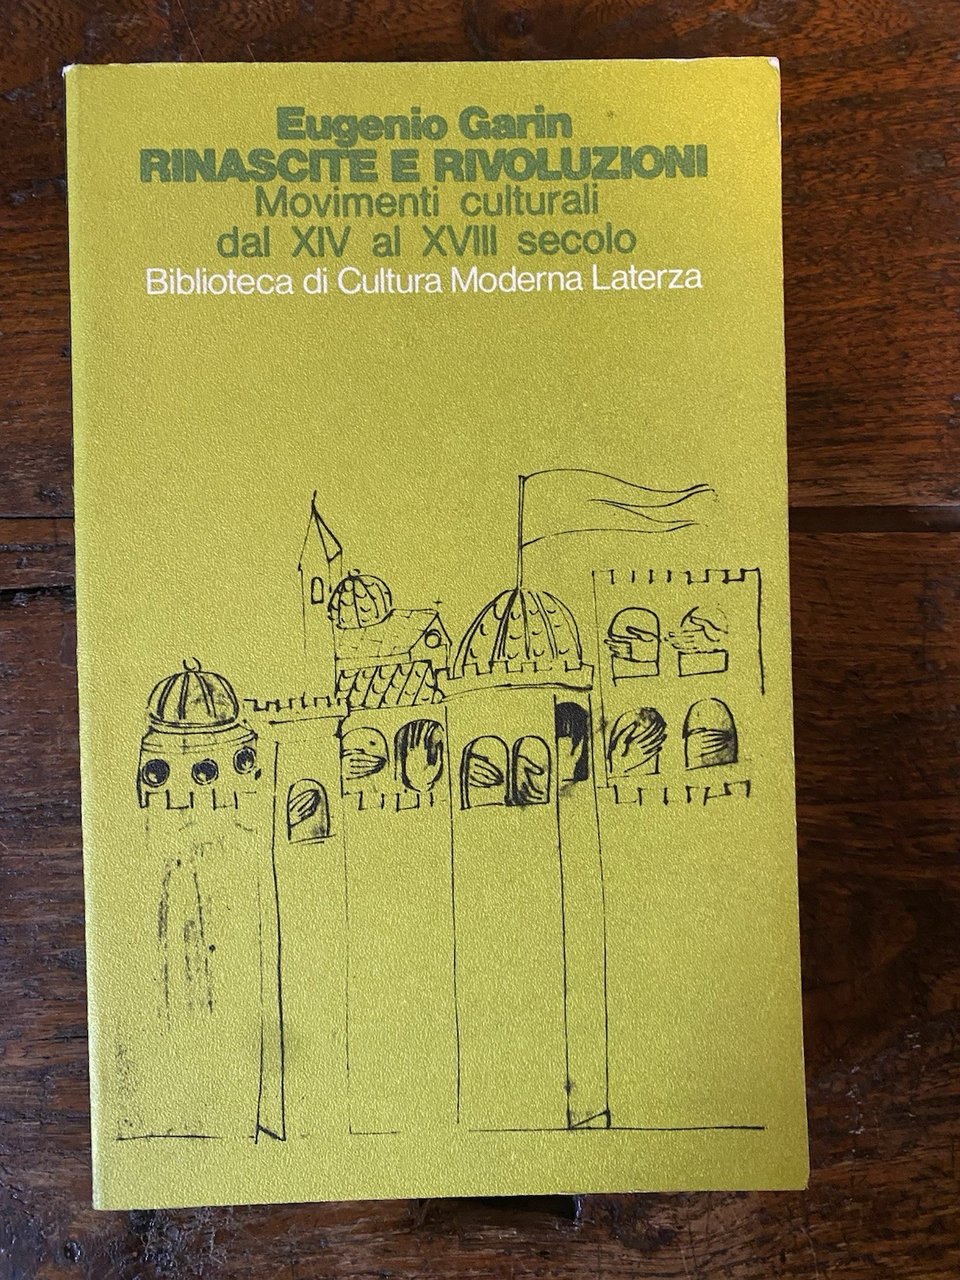 Eugenio Garin
RINASCITE E RIVOLUZIONI
Movimenti culturali
dal XIV al XVIII secolo
Biblioteca di Cultura Moderna Laterza